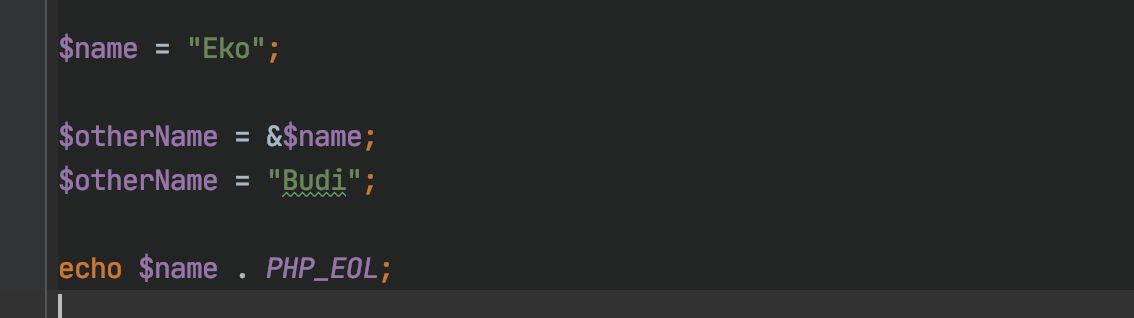 $name = "Eko";
$otherName = &$name;
$otherName = "Budi";
echo $name . PHP_EOL;